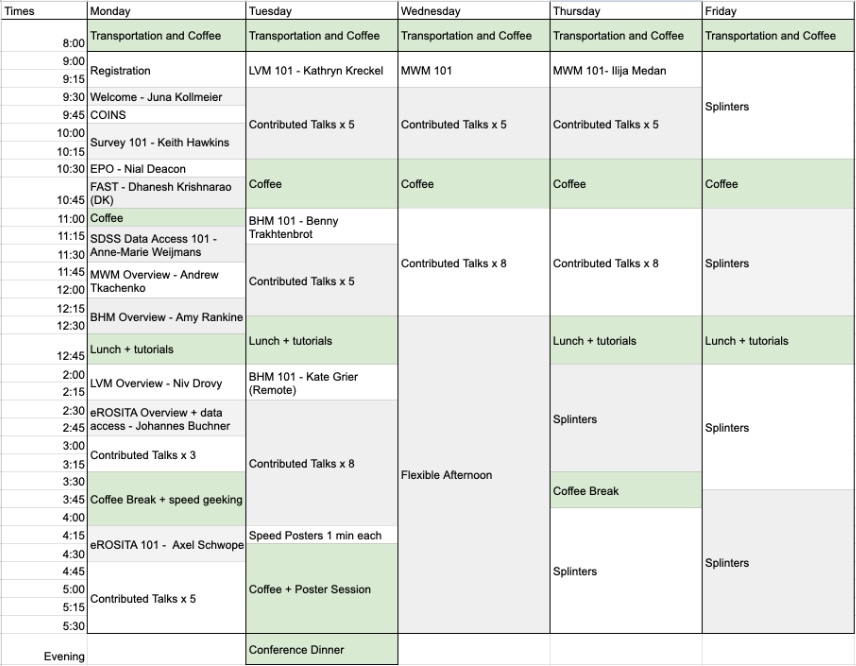 Times Monday Tuesday Wednesday Thursday Friday
8:00 Transportation and Coffee Transportation and Coffee Transportation and Coffee Transportation and Coffee Transportation and Coffee
9:00
Registration LVM 101 - Kathryn Kreckel MWM 101 MWM 101- Ilija Medan
9:15
9:30 Welcome - Juna Kollmeier
Splinters
9:45 COINS
Contributed Talks x 5 Contributed Talks x 5 Contributed Talks x 5
10:00
Survey 101 - Keith Hawkins
10:15
10:30 EPO - Nial Deacon
Coffee Coffee Coffee Coffee
FAST - Dhanesh Krishnarao
10:45 (DK)
11:00 Coffee
BHM 101 - Benny
Trakhtenbrot
11:15
SDSS Data Access 101 -
Anne-Marie Weijmans
11:30
Contributed Talks x 8 Contributed Talks x 8 Splinters
11:45
MWM Overview - Andrew
Tkachenko
Contributed Talks x 5
12:00
12:15
BHM Overview - Amy Rankine
12:30
Lunch + tutorials Lunch + tutorials Lunch + tutorials
12:45 Lunch + tutorials
2:00
LVM Overview - Niv Drovy
BHM 101 - Kate Grier
(Remote)
2:15
2:30 eROSITA Overview + data
2:45 access - Johannes Buchner
Splinters Splinters
3:00
Contributed Talks x 3
3:15
Contributed Talks x 8
Flexible Afternoon
3:30
3:45 Coffee Break + speed geeking
Coffee Break
4:00
4:15 Speed Posters 1 min each
eROSITA 101 - Axel Schwope
4:30
4:45
Splinters Splinters
5:00
Contributed Talks x 5 Coffee + Poster Session
5:15
5:30
Evening Conference Dinner